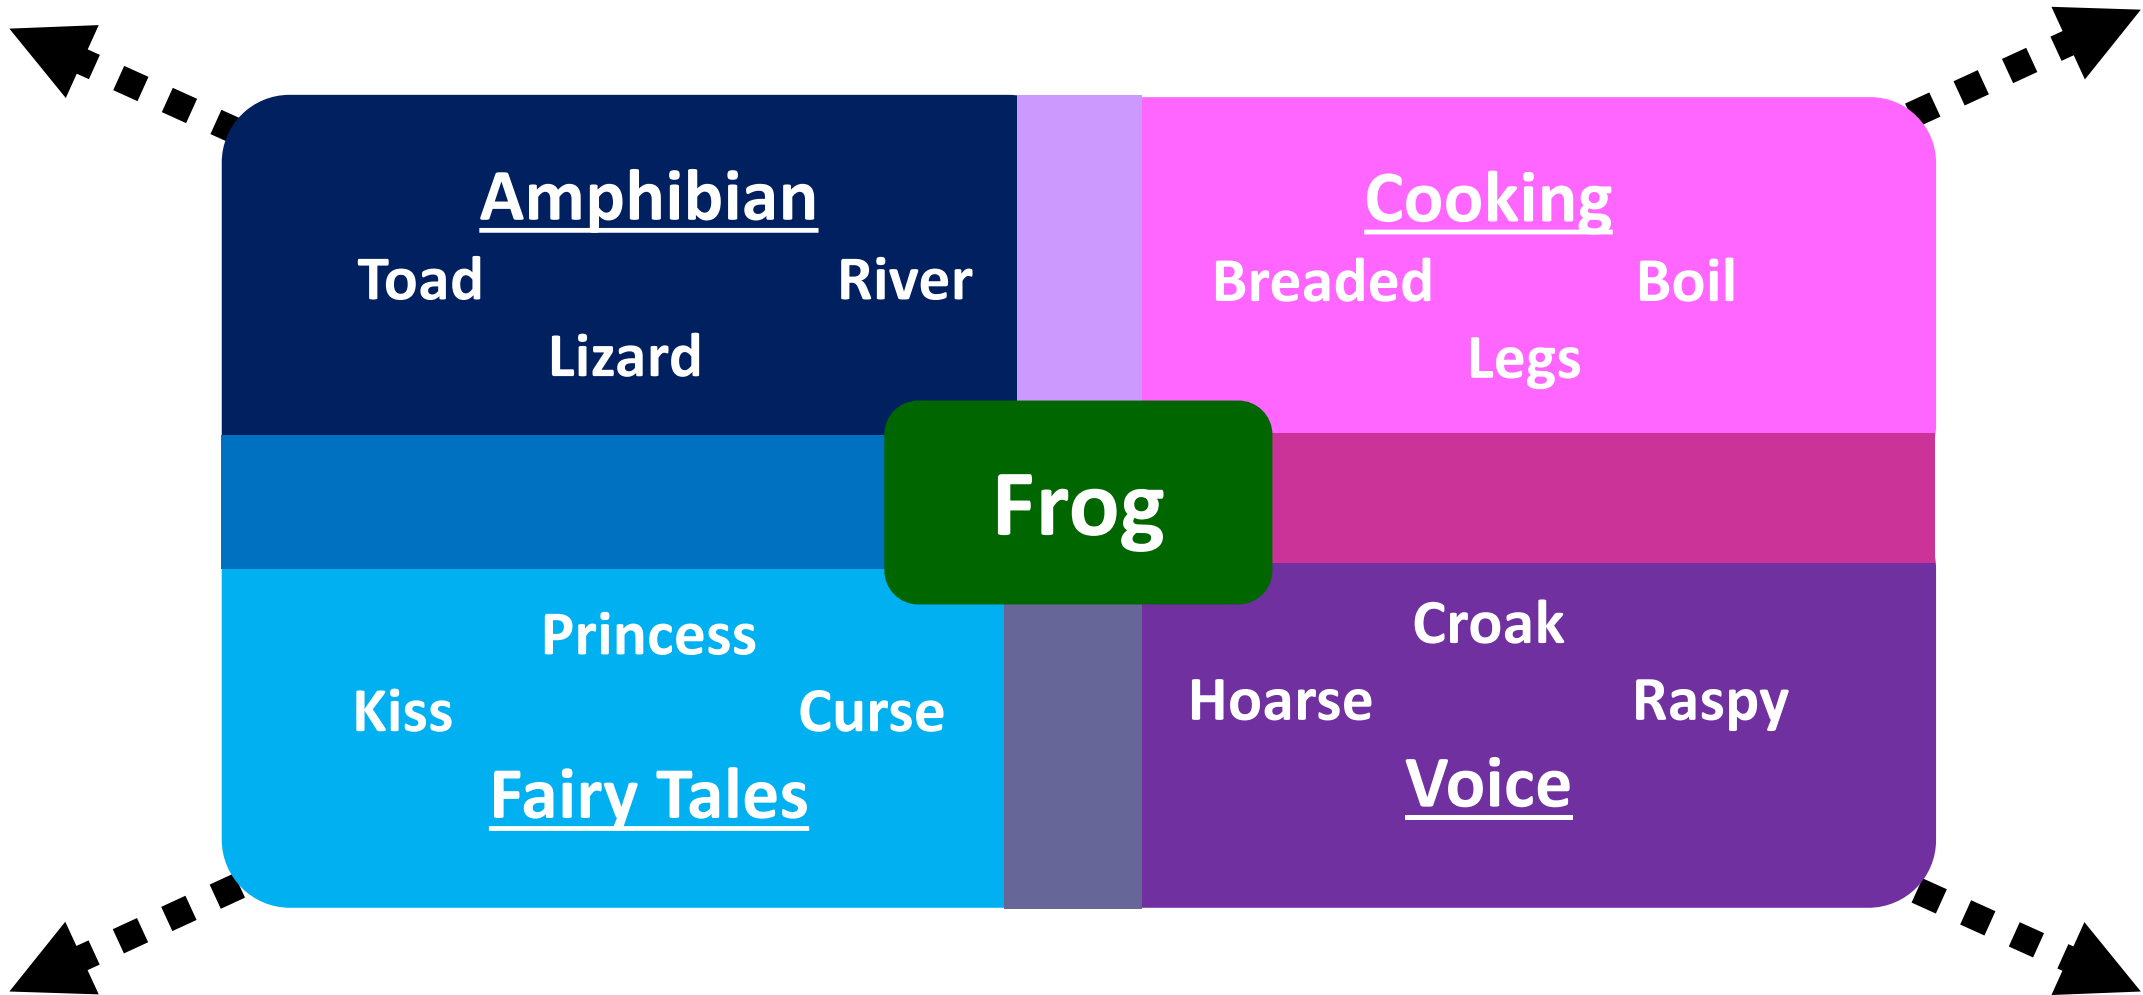 Amphibian
Toad River
Lizard
Cooking
Breaded Boil
Legs
Frog
Princess
Kiss Curse
Fairy Tales
Croak
Hoarse Raspy
Voice